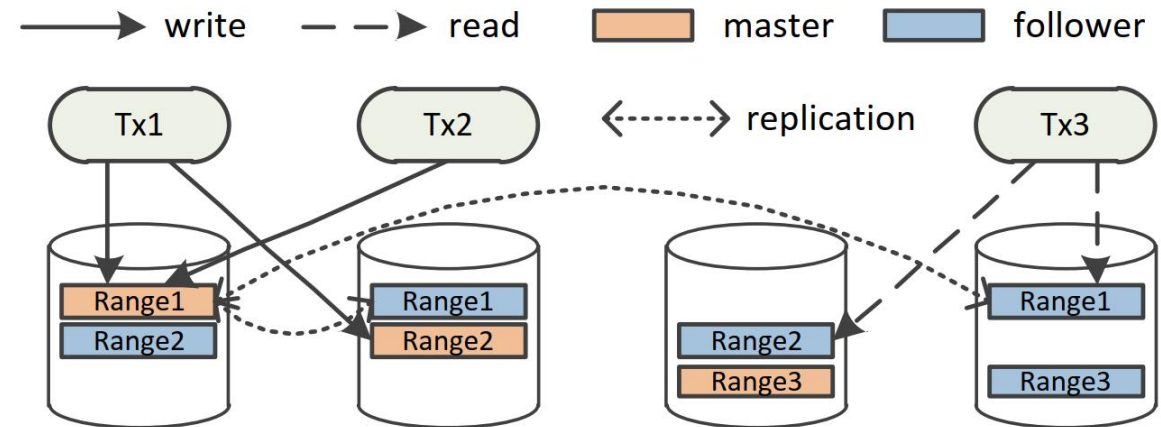 write read master follower
Tx1 Tx2 replication Tx3
Range1 Range1 Range1
Range2 Range2 Range2
Range3 Range3